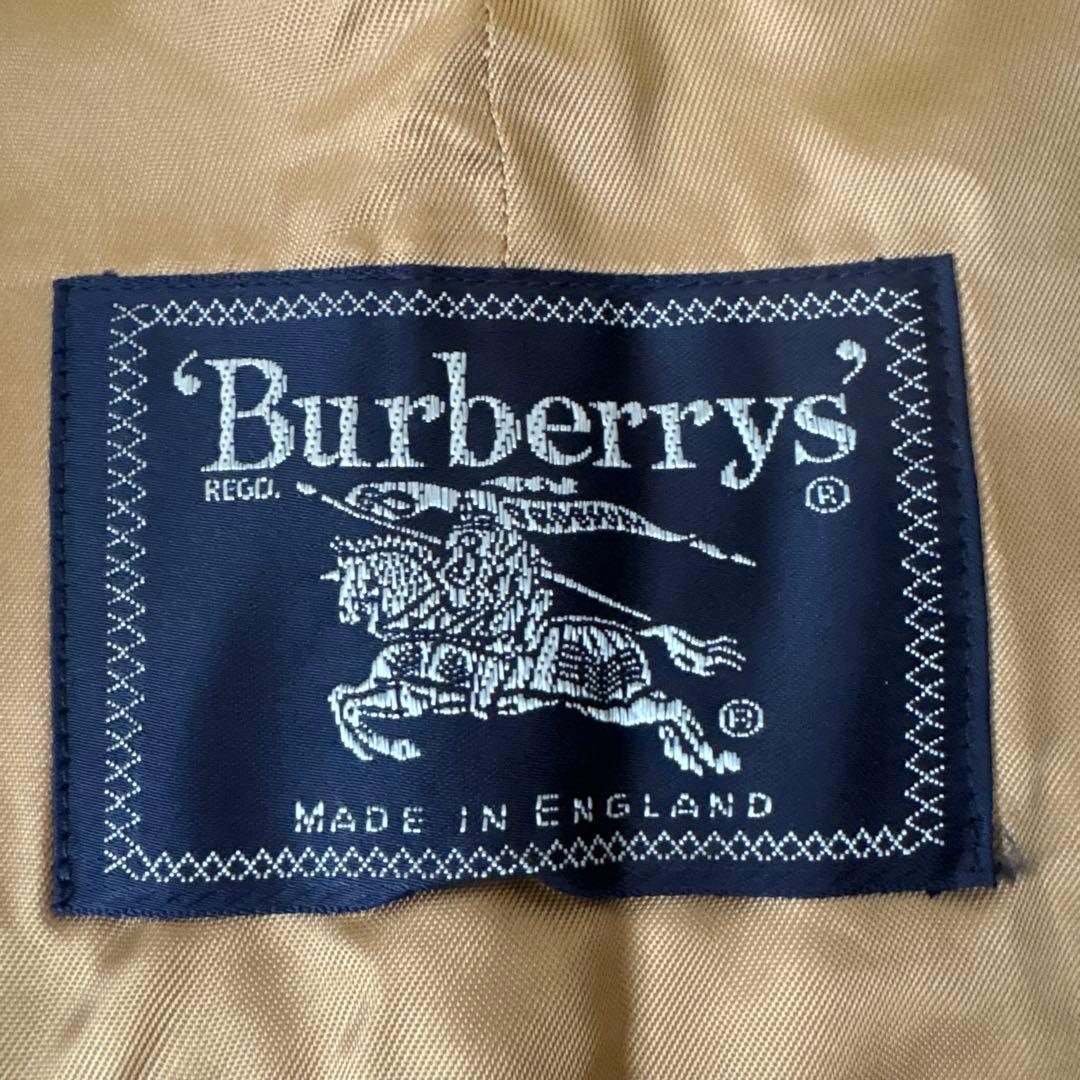 ‘Burberrys’
REGD. ®
®
MADE IN ENGLAND